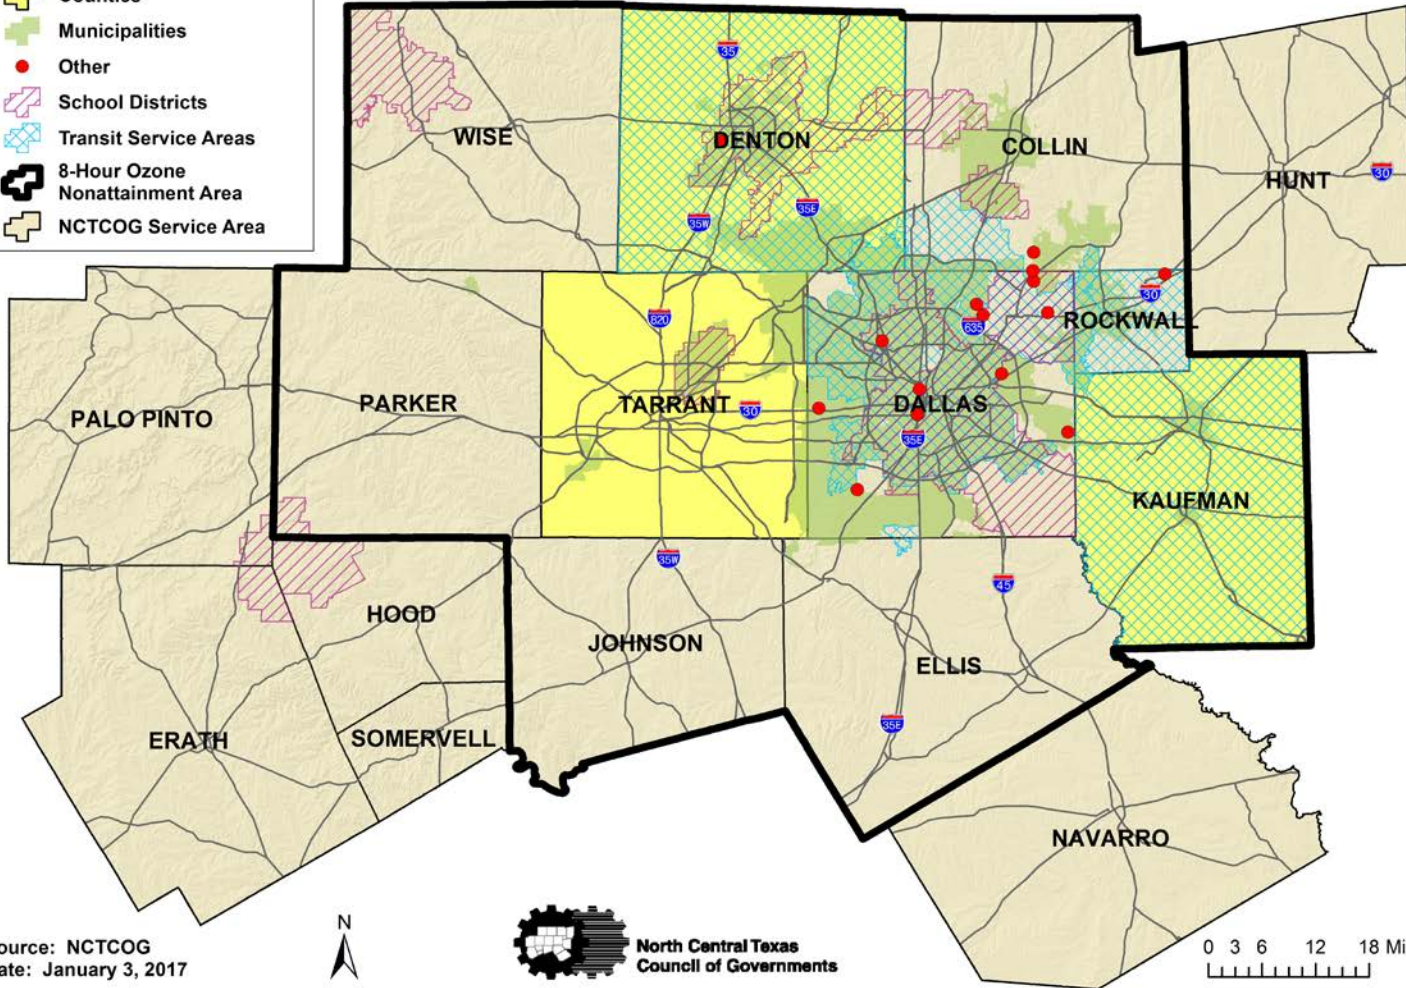 Counties
Municipalities
Other
School Districts
Transit Service Areas
8-Hour Ozone
Nonattainment Area
NCTCOG Service Area
35
WISE
DENTON
COLLIN
HUNT
30
35W
35E
820
30
635
ROCKWALL
PALO PINTO
PARKER
TARRANT
30
DALLAS
35E
KAUFMAN
35W
45
HOOD
JOHNSON
ELLIS
ERATH
SOMERVELL
35E
NAVARRO
ource: NCTCOG
ate: January 3, 2017
N
North Central Texas
Council of Governments
0 3 6 12 18 Mi